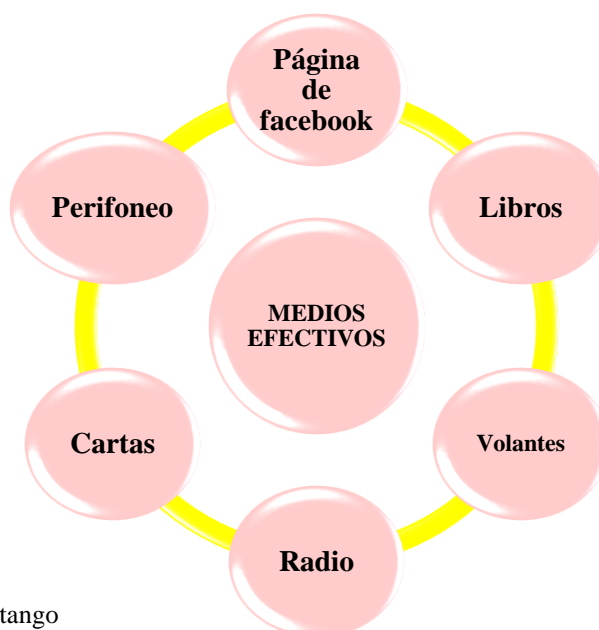 Página
de
facebook
Perifoneo
Libros
MEDIOS
EFECTIVOS
Cartas
Volantes
Radio
tango